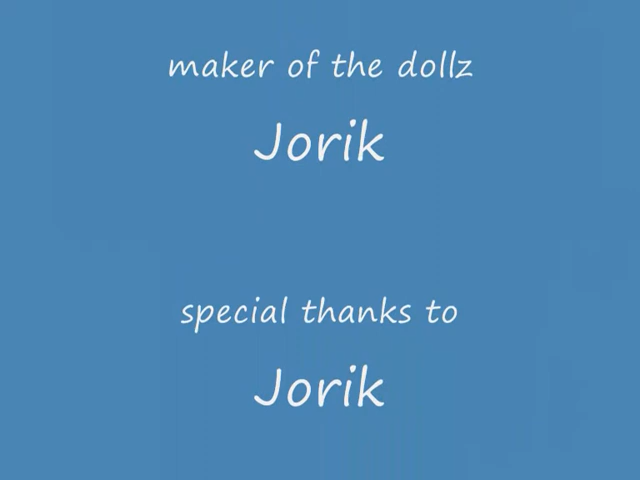 maker of the dollz
Jorik
special thanks to
Jorik